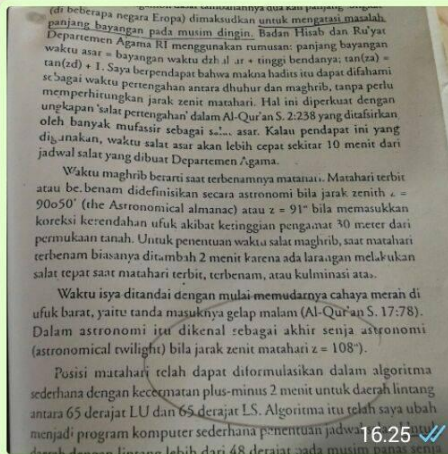 (di beberapa negara Eropa) dimaksudkan untuk mengatasi masalah
panjang bayangan pada musim dingin. Badan Hisab dan Ru'yat
Departemen Agama RI menggunakan rumusan: panjang bayangan
waktu asar = bayangan waktu + tinggi bendanya; tan(za) =
tan(zd) + 1. Saya berpendapat bahwa makna hadits itu dapat difahami
sebagai waktu pertengahan antara dhuhur dan maghrib, tanpa perlu
memperhitungkan jarak zenit matahari. Hal ini diperkuat dengan
ungkapan 'salat pertengahan' dalam Al-Qur'an S. 2:238 yang ditafsirkan
oleh banyak mufassir sebagai asar. Kalau pendapat ini yang
digunakan, waktu salat asar akan lebih cepat sekitar 10 menit dari
jadwal salat yang dibuat Departemen Agama.
Waktu maghrib berarti saat terbenamnya matahari. Matahari terbit
atau be.benam didefinisikan secara astronomi bila jarak zenith =
90o50' (the Astronomical almanac) atau z = 91° bila memasukkan
koreksi kerendahan ufuk akibat ketinggian pengamat 30 meter dari
permukaan tanah. Untuk penentuan waktu salat maghrib, saat matahari
terbenam biasanya ditambah 2 menit karena ada larangan melakukan
salat tepat saat matahari terbit, terbenam, atau kulminasi atas.
Waktu isya ditandai dengan mulai memudarnya cahaya merah di
ufuk barat, yaitu tanda masuknya gelap malam (Al-Qur'an S. 17:78).
Dalam astronomi itu dikenal sebagai akhir senja astronomi
(astronomical twilight) bila jarak zenit matahari z = 108°).
Posisi matahari telah dapat diformulasikan dalam algoritma
sederhana dengan kecermatan plus-minus 2 menit untuk daerah lintang
antara 65 derajat LU dan 65 derajat LS. Algoritma itu telah saya ubah
menjadi program komputer sederhana penentuan jadwal
16.25
daerah dengan lintang lebih dari 48 derajat pada musim panas